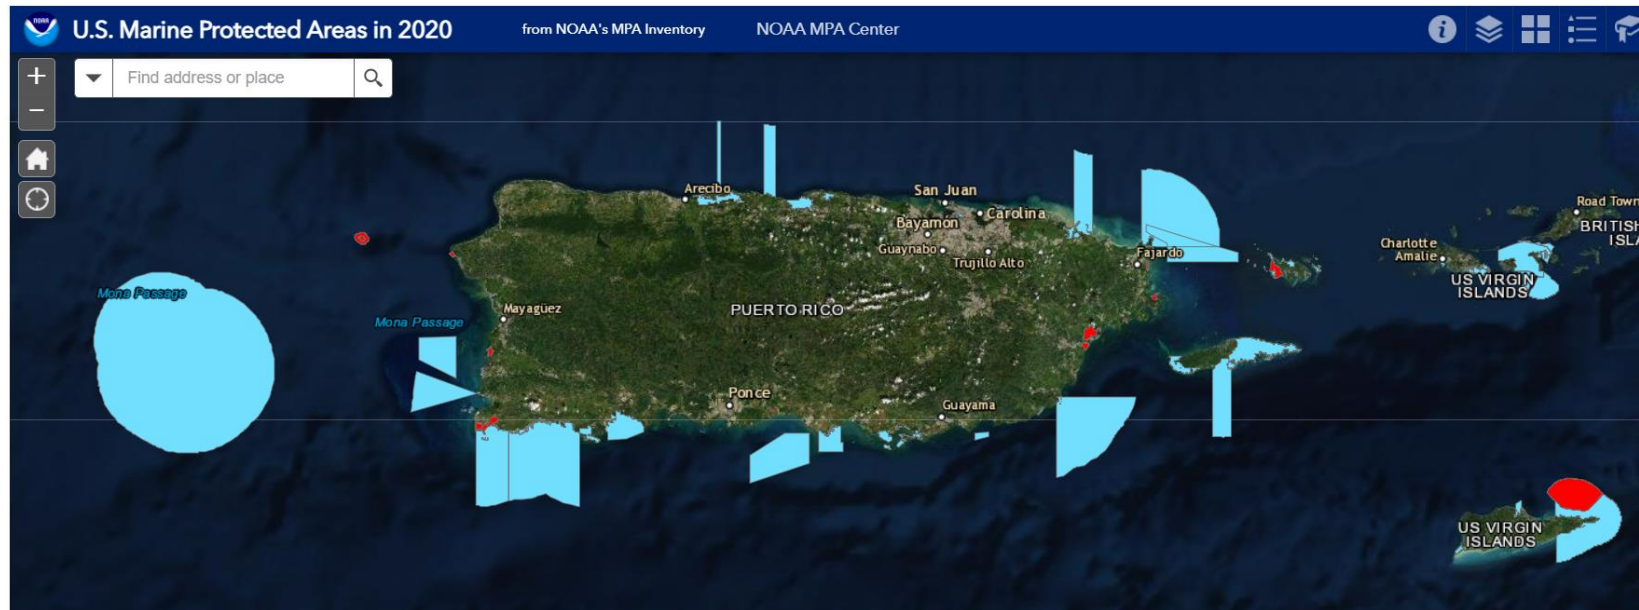 NOAA
U.S. Marine Protected Areas in 2020
from NOAA's MPA Inventory
NOAA MPA Center
Find address or place
Arecibo
San Juan
Carolina
Bayamón
Guaynabo
Trujillo Alto
Fajardo
Road Town
BRITISH
ISL
Charlotte
Amalie
US VIRGIN
ISLANDS
Mona Passage
Mona Passage
Mayagüez
PUERTO RICO
Ponce
Guayama
US VIRGIN
ISLANDS